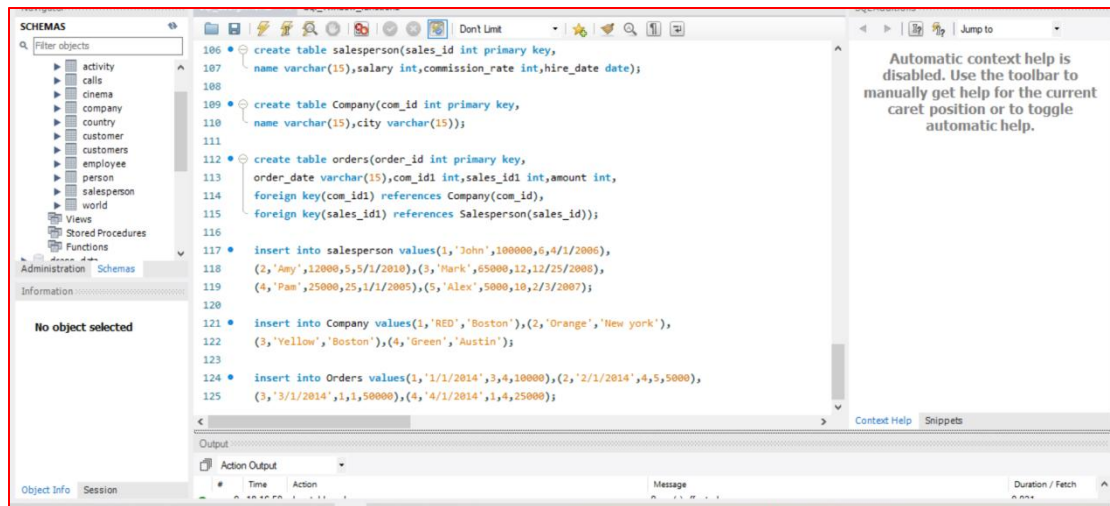 SCHEMAS
Filter objects
activity
calls
cinema
company
country
customer
customers
employee
person
salesperson
world
Views
Stored Procedures
Functions
Administration Schemas
Information
No object selected
Object Info Session
Don't Limit
106 create table salesperson(sales_id int primary key,
107 name varchar(15),salary int,commission_rate int,hire_date date);
108
109 create table Company(com_id int primary key,
110 name varchar(15),city varchar(15));
111
112 create table orders(order_id int primary key,
113 order_date varchar(15),com_id1 int,sales_id1 int,amount int,
114 foreign key(com_id1) references Company(com_id),
115 foreign key(sales_id1) references Salesperson(sales_id));
116
117 insert into salesperson values(1,'John',100000,6,4/1/2006),
118 (2,'Amy',12000,5,5/1/2010),(3,'Mark',65000,12,12/25/2008),
119 (4,'Pam',25000,25,1/1/2005),(5,'Alex',5000,10,2/3/2007);
120
121 insert into Company values(1,'RED','Boston'),(2,'Orange','New york'),
122 (3,'Yellow','Boston'),(4,'Green','Austin');
123
124 insert into Orders values(1,'1/1/2014',3,4,10000),(2,'2/1/2014',4,5,5000),
125 (3,'3/1/2014',1,1,50000),(4,'4/1/2014',1,4,25000);
Output
Action Output
# Time Action Message Duration / Fetch
Jump to
Automatic context help is
disabled. Use the toolbar to
manually get help for the current
caret position or to toggle
automatic help.
Context Help Snippets